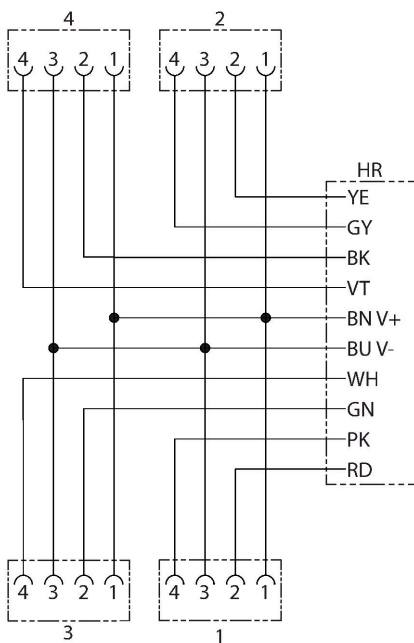 4 2
4 3 2 1 4 3 2 1
HR
YE
GY
BK
VT
BN V+
BU V-
WH
GN
PK
RD
4 3 2 1 4 3 2 1
3 1